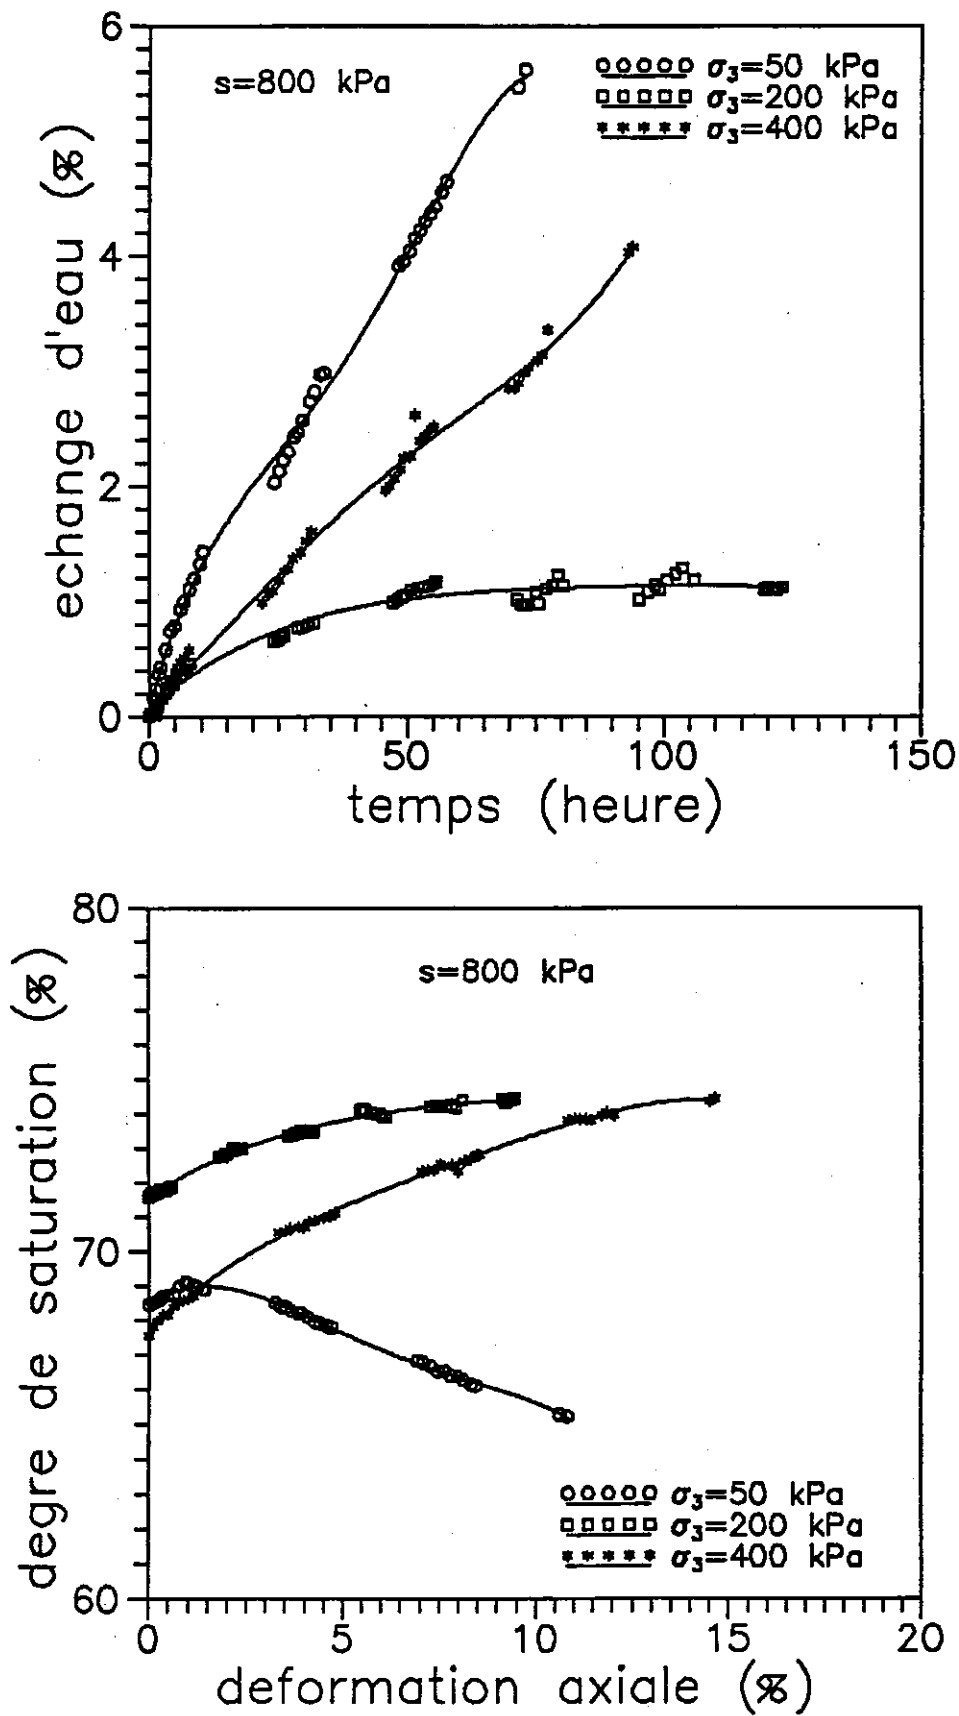 6
s=800 kPa
σ₃=50 kPa
σ₃=200 kPa
σ₃=400 kPa
echange d'eau (%)
4
2
0
0 50 100 150
temps (heure)
80
s=800 kPa
degre de saturation (%)
70
σ₃=50 kPa
σ₃=200 kPa
σ₃=400 kPa
60
0 5 10 15 20
deformation axiale (%)